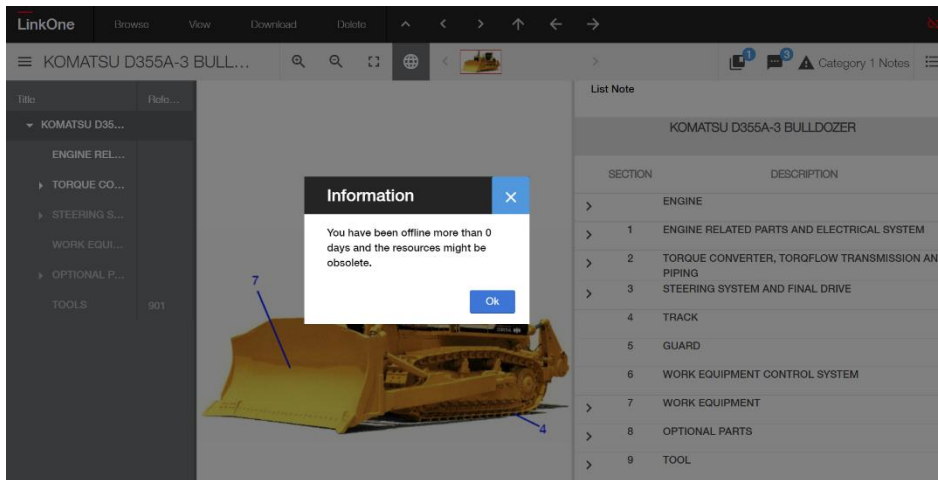 LinkOne Browse View Download Delete
KOMATSU D355A-3 BULL... 1 3 Category 1 Notes
Title Refe...
KOMATSU D35...
ENGINE REL...
TORQUE CO...
STEERING S...
WORK EQUI...
OPTIONAL P...
TOOLS 901
Information
You have been offline more than 0
days and the resources might be
obsolete.
Ok
7
4
List Note
KOMATSU D355A-3 BULLDOZER
SECTION DESCRIPTION
ENGINE
1 ENGINE RELATED PARTS AND ELECTRICAL SYSTEM
2 TORQUE CONVERTER, TORQFLOW TRANSMISSION AN
PIPING
3 STEERING SYSTEM AND FINAL DRIVE
4 TRACK
5 GUARD
6 WORK EQUIPMENT CONTROL SYSTEM
7 WORK EQUIPMENT
8 OPTIONAL PARTS
9 TOOL